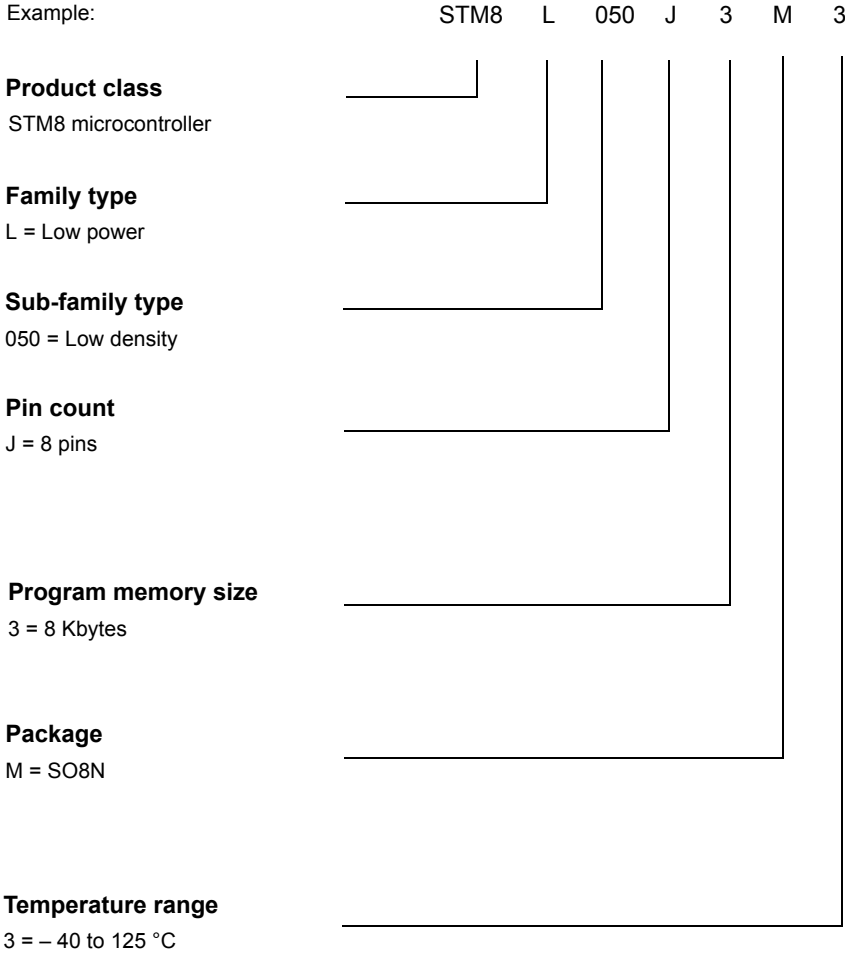 Example: STM8 L 050 J 3 M 3
Product class
STM8 microcontroller
Family type
L = Low power
Sub-family type
050 = Low density
Pin count
J = 8 pins
Program memory size
3 = 8 Kbytes
Package
M = SO8N
Temperature range
3 = – 40 to 125 °C